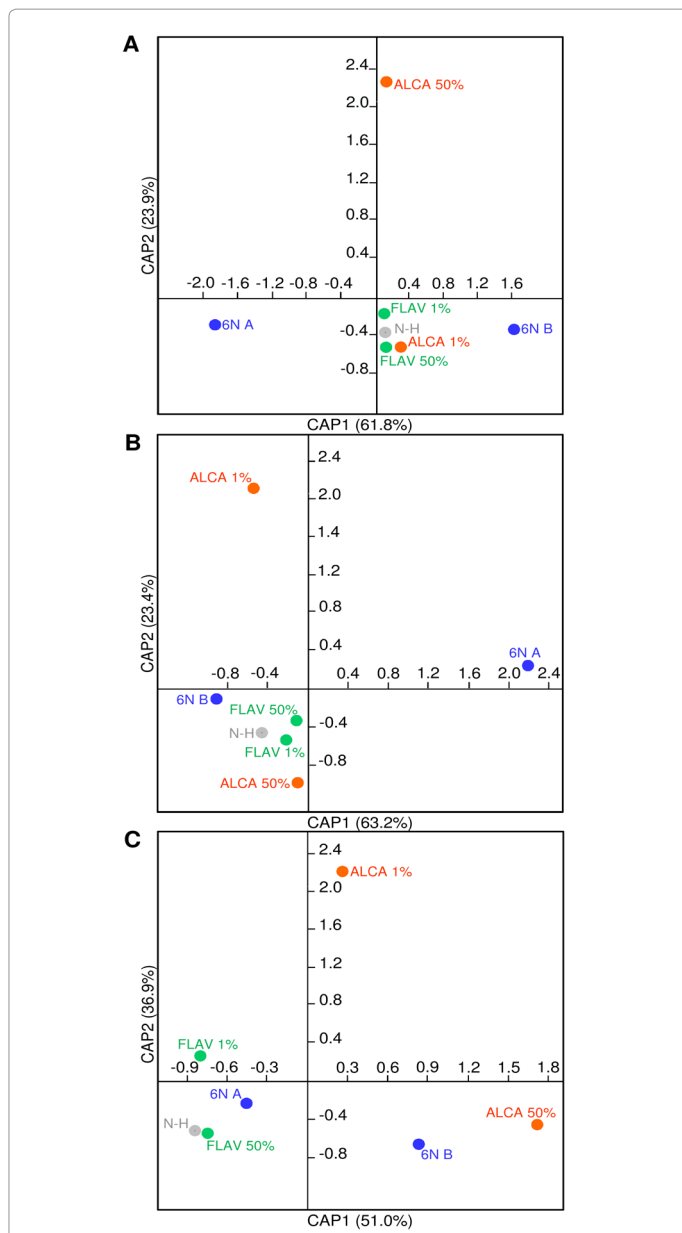 A
2.4
ALCA 50%
2.0
1.6
1.2
0.8
0.4
CAP2 (23.9%)
-2.0 -1.6 -1.2 -0.8 -0.4 0.4 0.8 1.2 1.6
FLAV 1%
6N A
-0.4 N-H 6N B
ALCA 1%
FLAV 50%
-0.8
CAP1 (61.8%)
B
2.4
ALCA 1%
2.0
1.6
1.2
0.8
0.4
CAP2 (23.4%)
6N A
-0.8 -0.4 0.4 0.8 1.2 1.6 2.0 2.4
6N B
FLAV 50%
-0.4
N-H
FLAV 1%
-0.8
ALCA 50%
CAP1 (63.2%)
C
2.4
ALCA 1%
2.0
1.6
1.2
0.8
0.4
CAP2 (36.9%)
FLAV 1%
-0.9 -0.6 -0.3 0.3 0.6 0.9 1.2 1.5 1.8
6N A
ALCA 50%
-0.4
N-H
FLAV 50%
6N B
-0.8
CAP1 (51.0%)